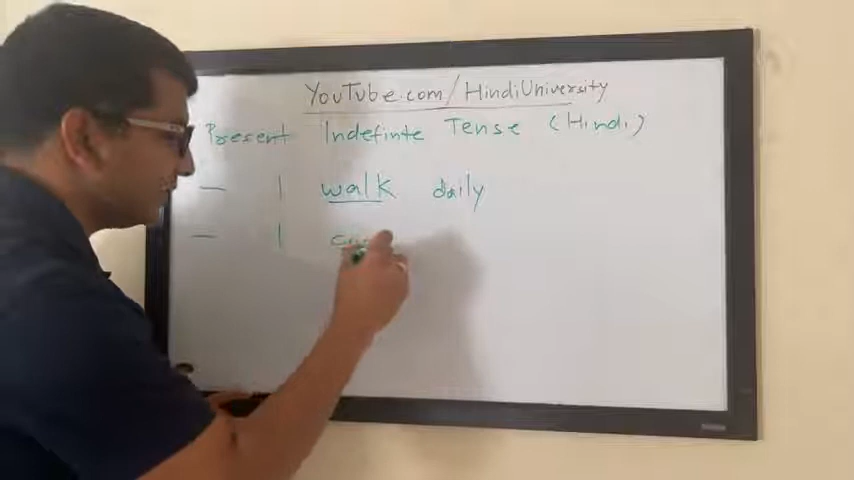 YouTube.com/HindiUniversity
Present Indefinte Tense (Hindi)
— I walk daily
— I